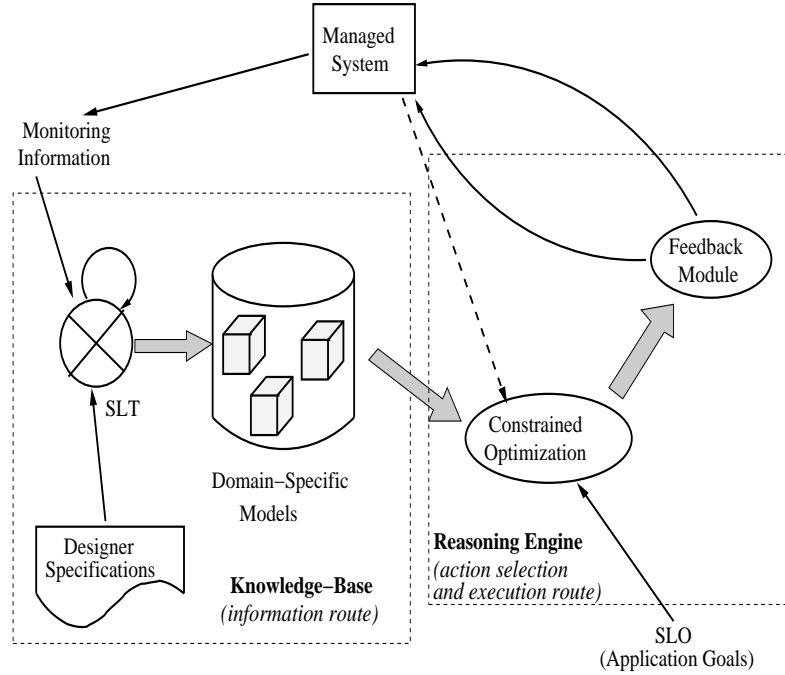 Managed
System
Monitoring
Information
Feedback
Module
SLT
Constrained
Optimization
Domain−Specific
Models
Designer
Specifications
Knowledge−Base
(information route)
Reasoning Engine
(action selection
and execution route)
SLO
(Application Goals)